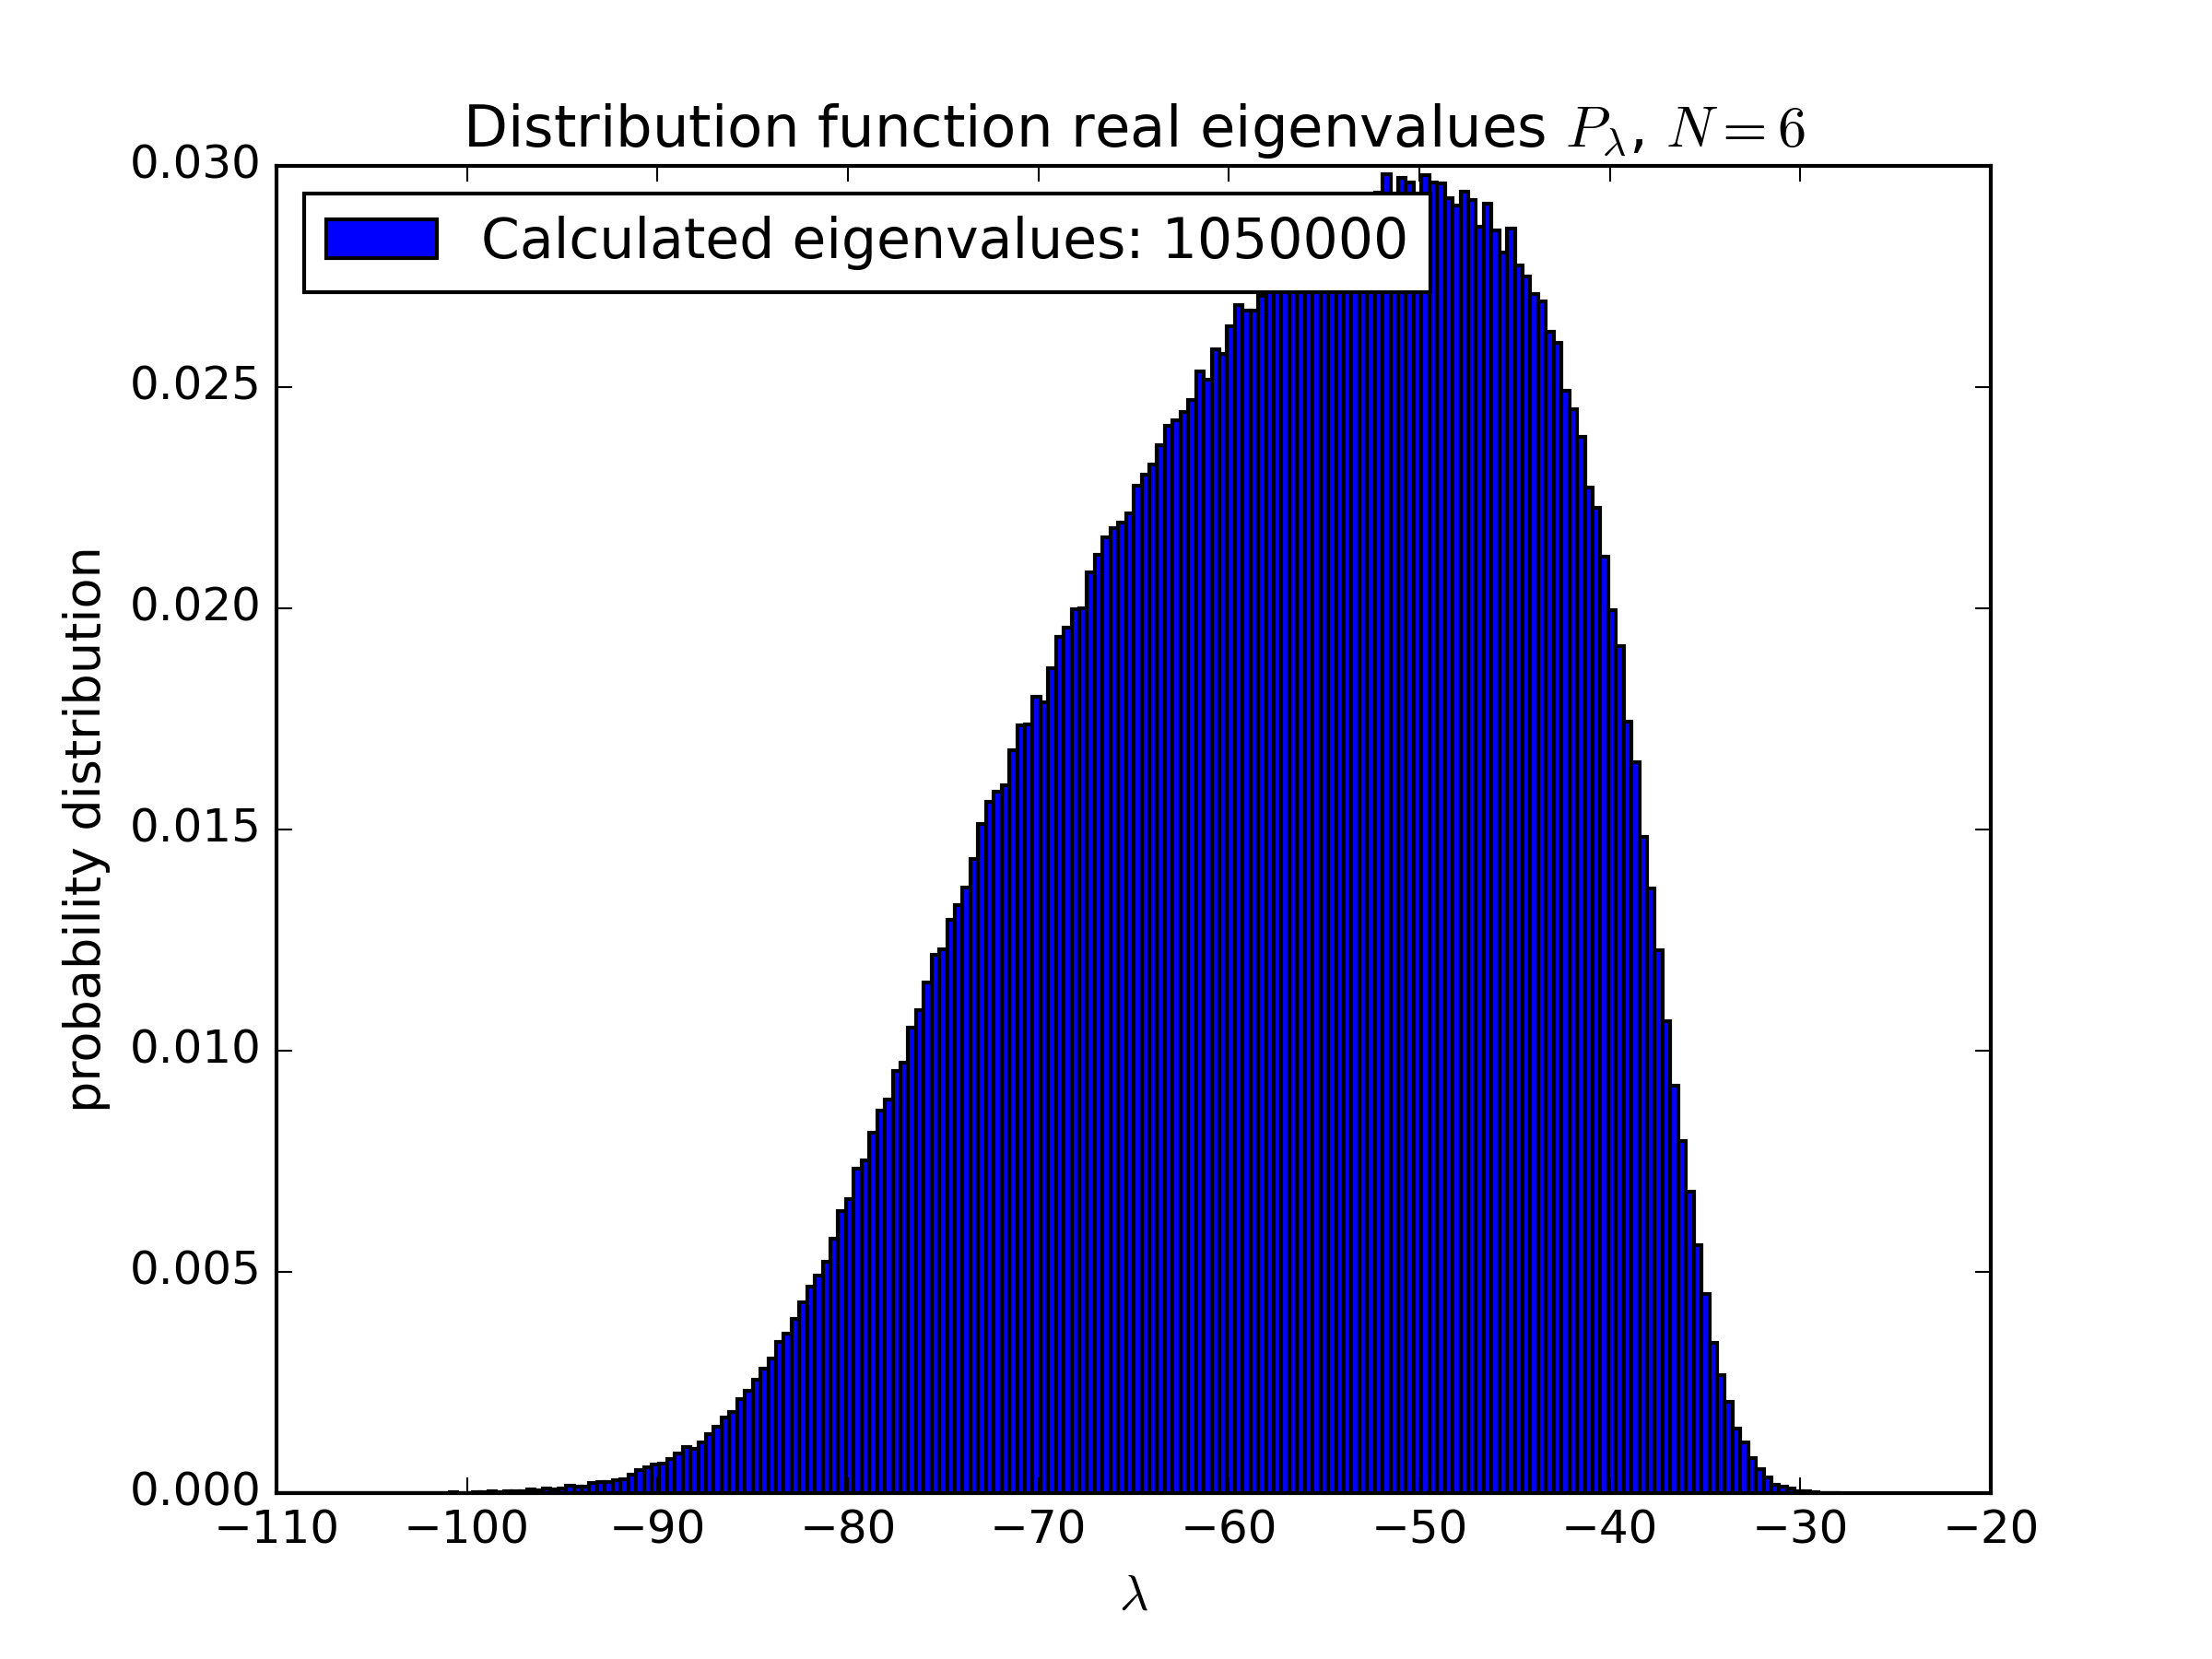 Distribution function real eigenvalues P_λ, N = 6
Calculated eigenvalues: 1050000
0.030
0.025
0.020
0.015
0.010
0.005
0.000
probability distribution
−110 −100 −90 −80 −70 −60 −50 −40 −30 −20
λ